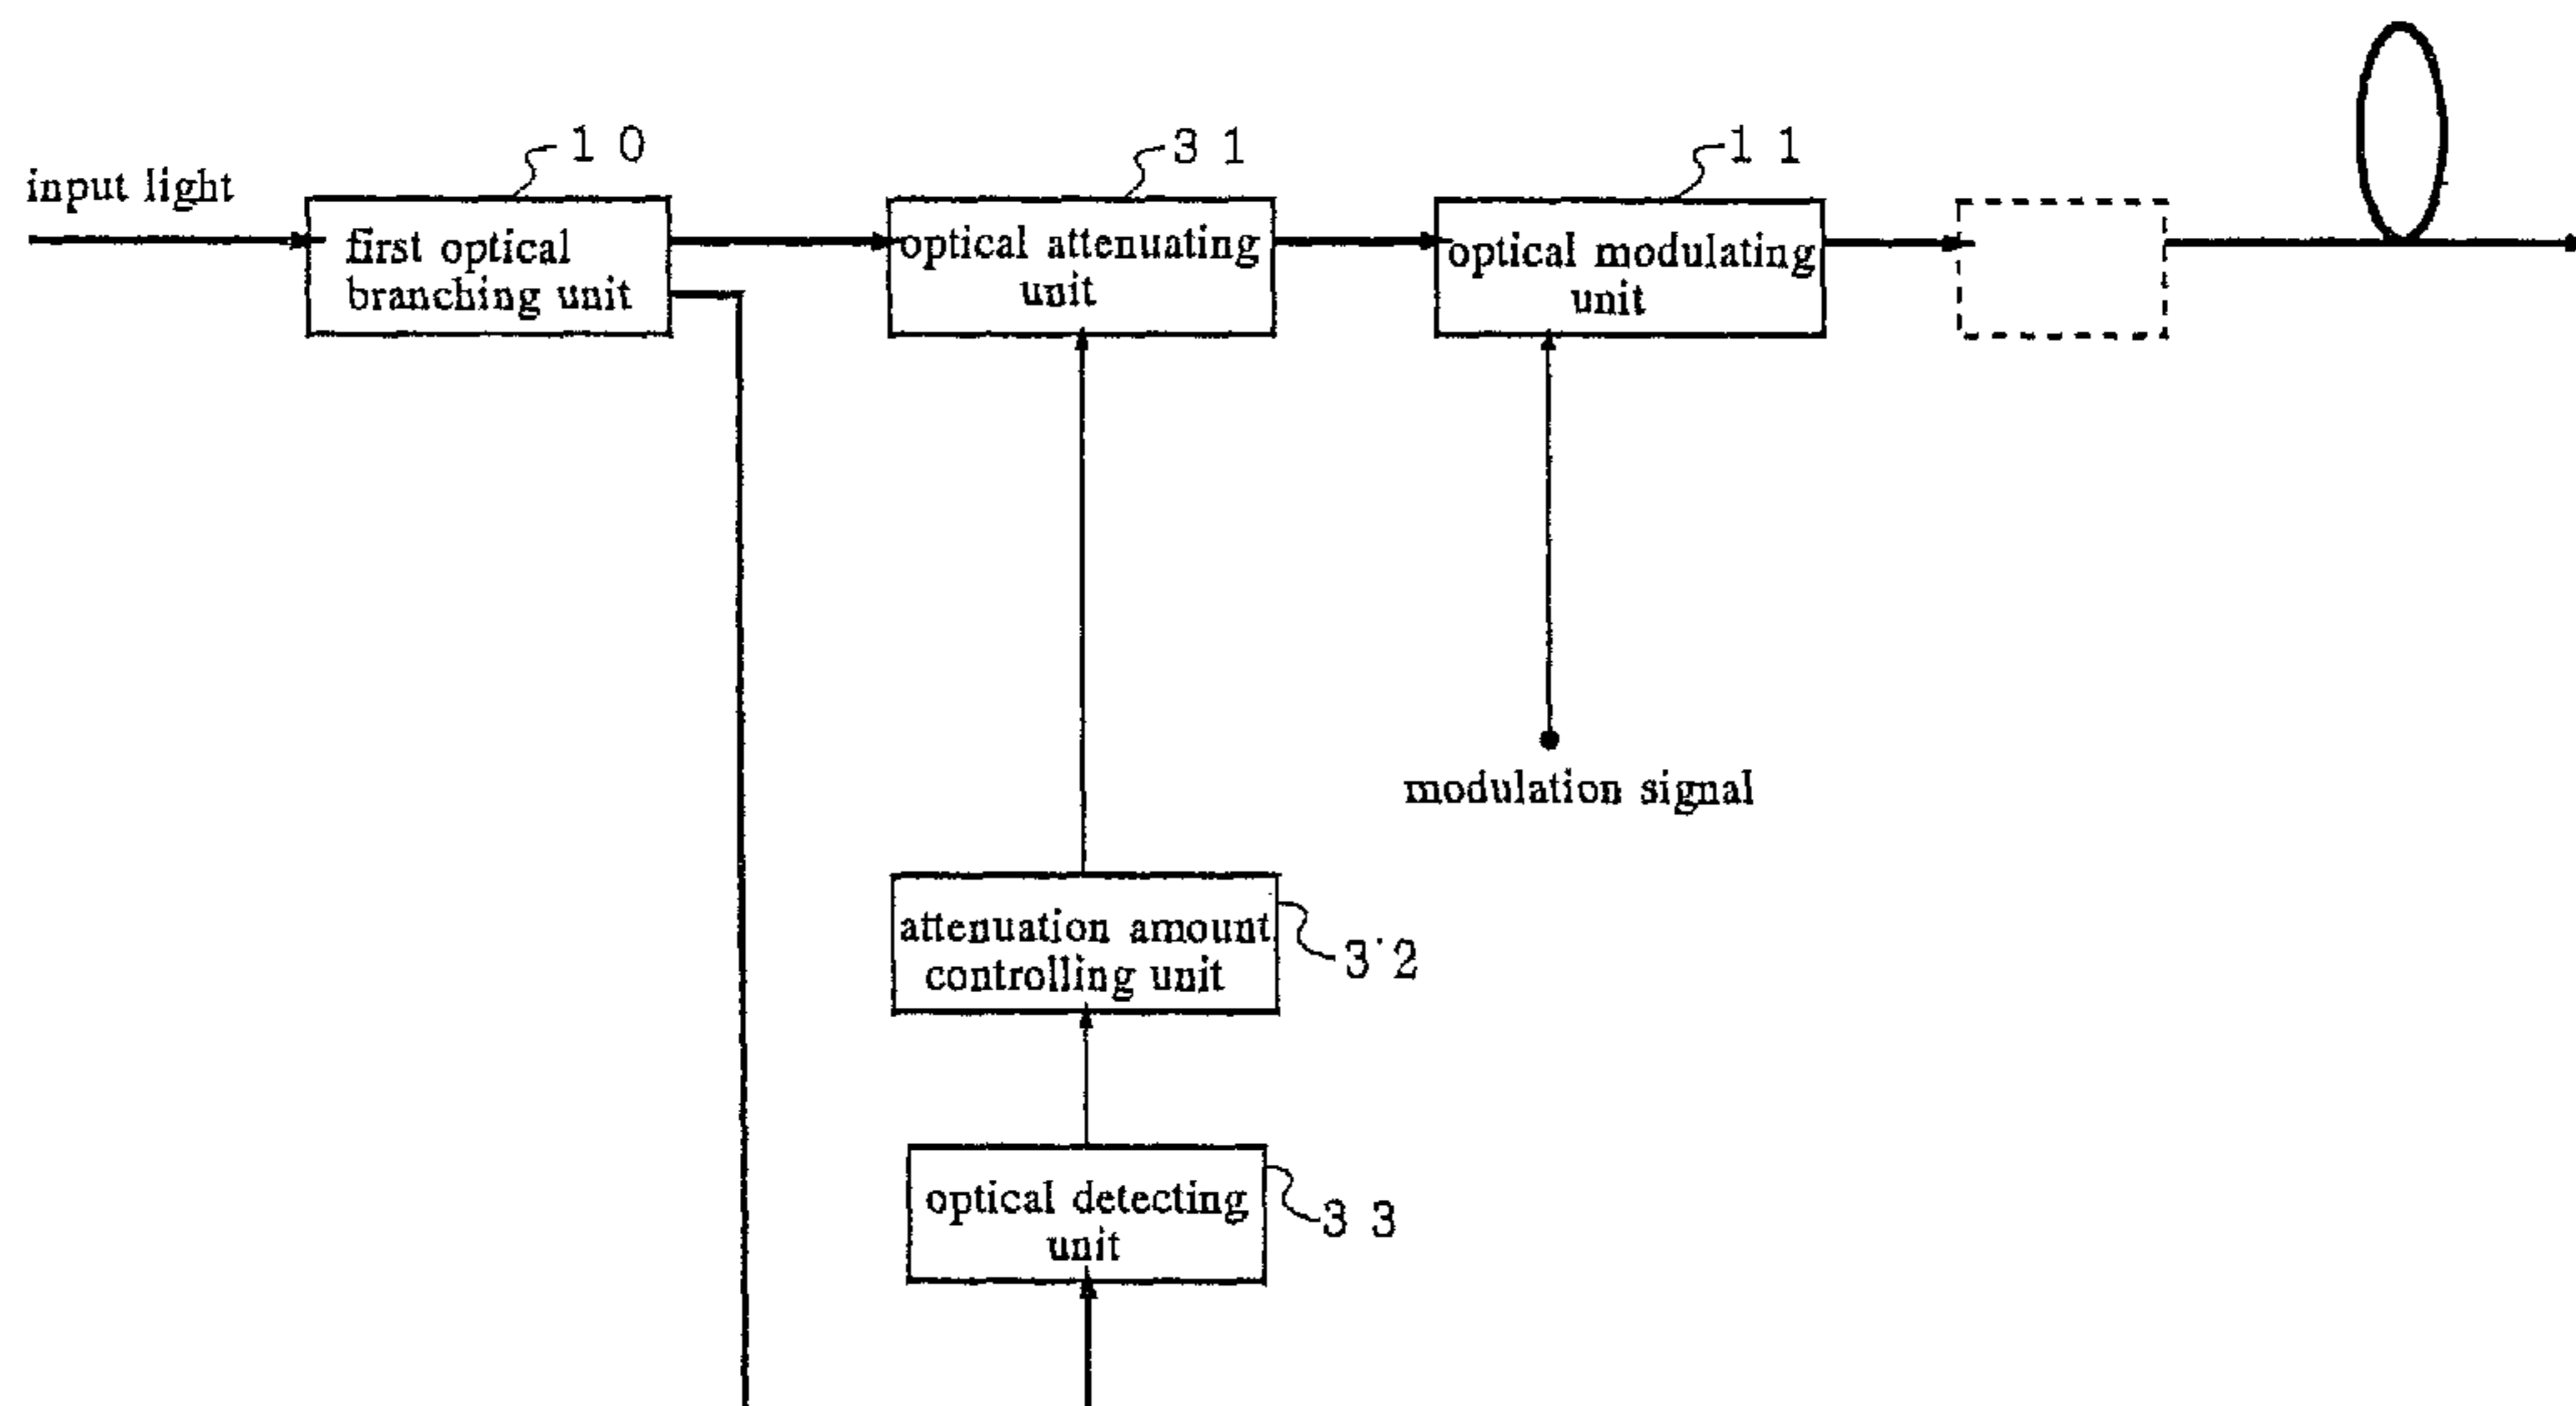 input light
1 0
first optical
branching unit
3 1
optical attenuating
unit
1 1
optical modulating
unit
modulation signal
attenuation amount
controlling unit
3 2
optical detecting
unit
3 3